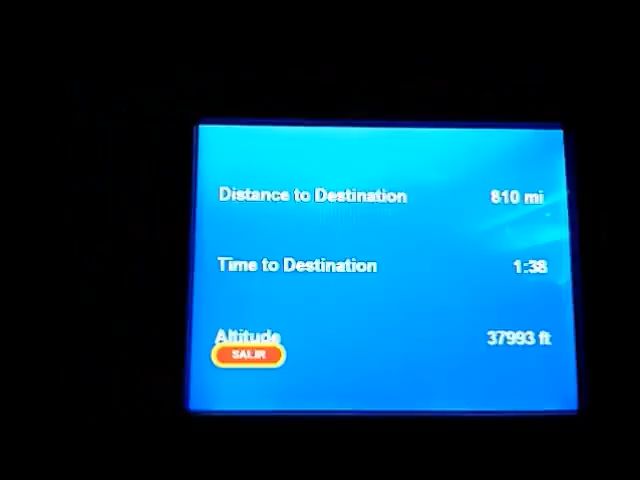 Distance to Destination 810 mi
Time to Destination 1:38
Altitude 37993 ft
SALIR